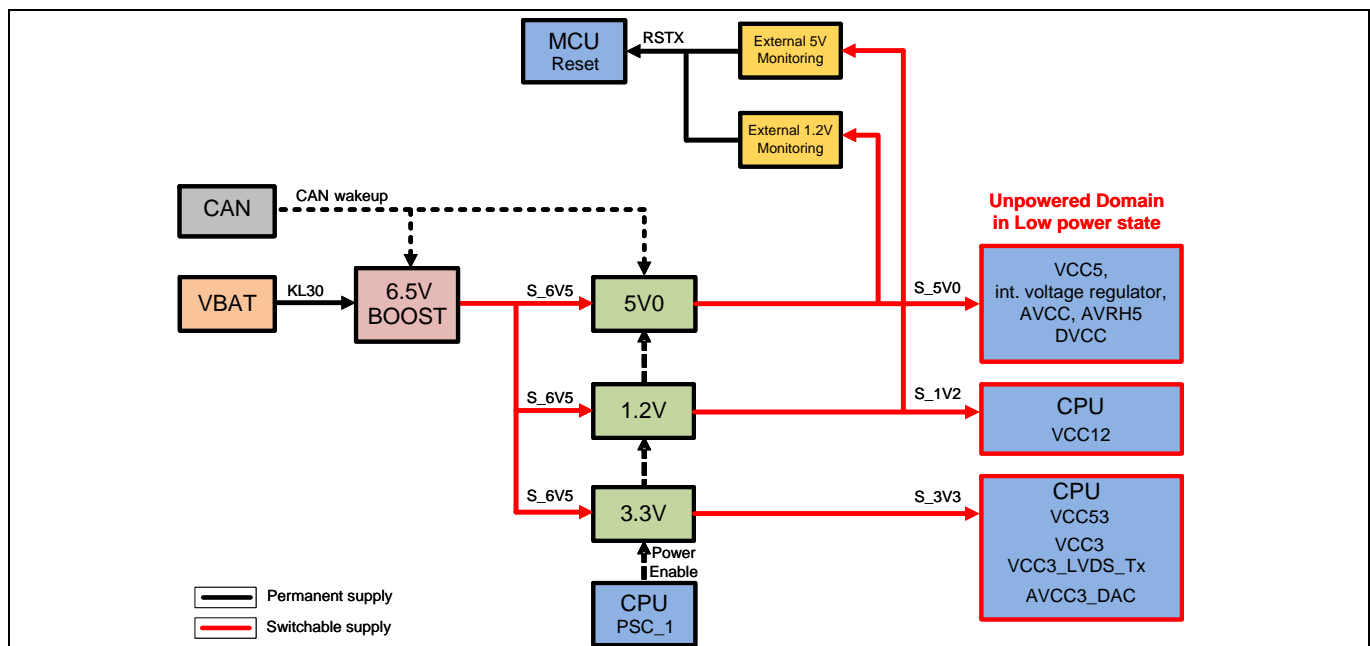 MCU
Reset
RSTX
External 5V
Monitoring
External 1.2V
Monitoring
CAN
CAN wakeup
Unpowered Domain
in Low power state
VBAT
KL30
6.5V
BOOST
S_6V5
5V0
S_5V0
VCC5,
int. voltage regulator,
AVCC, AVRH5
DVCC
S_6V5
1.2V
S_1V2
CPU
VCC12
S_6V5
3.3V
S_3V3
CPU
VCC53
VCC3
VCC3_LVDS_Tx
AVCC3_DAC
Power
Enable
CPU
PSC_1
Permanent supply
Switchable supply